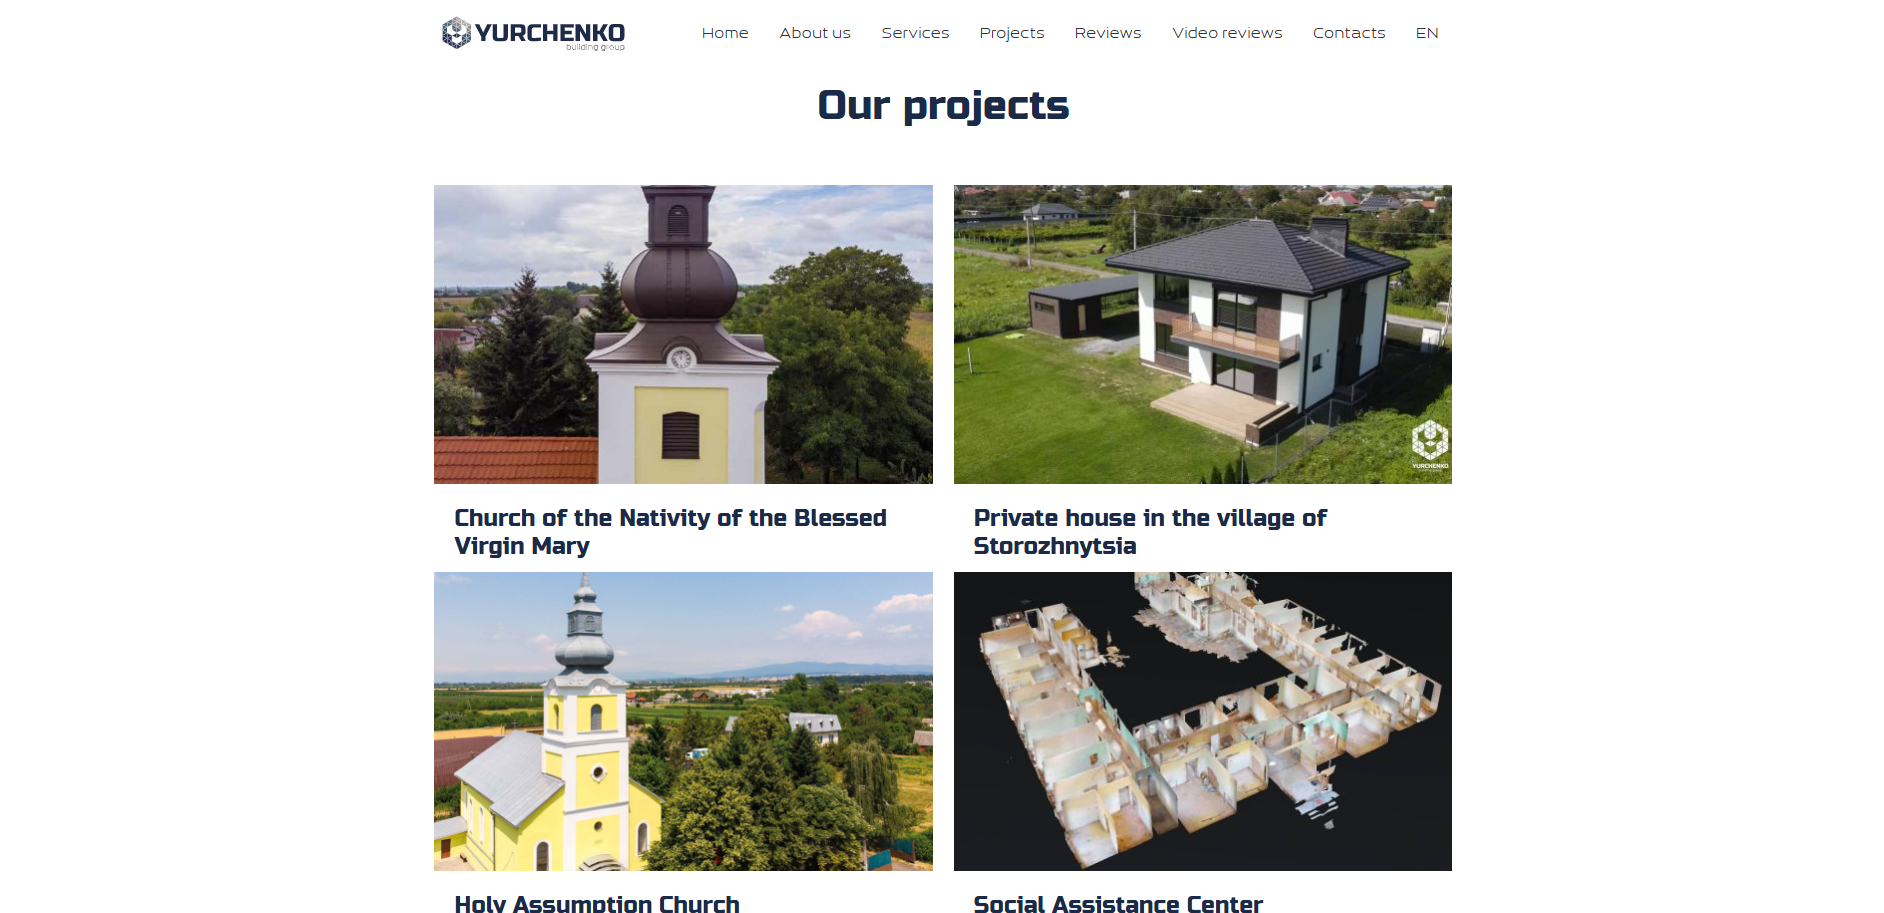 YURCHENKO
building group
Home About us Services Projects Reviews Video reviews Contacts EN
Our projects
YURCHENKO
Church of the Nativity of the Blessed
Virgin Mary
Private house in the village of
Storozhnytsia
Holy Assumption Church
Social Assistance Center